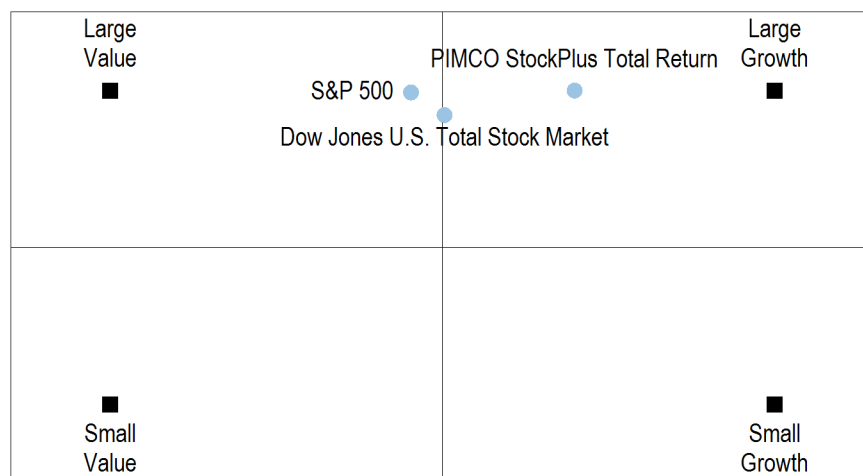 Large
Value
Large
Growth
PIMCO StockPlus Total Return
S&P 500
Dow Jones U.S. Total Stock Market
Small
Value
Small
Growth